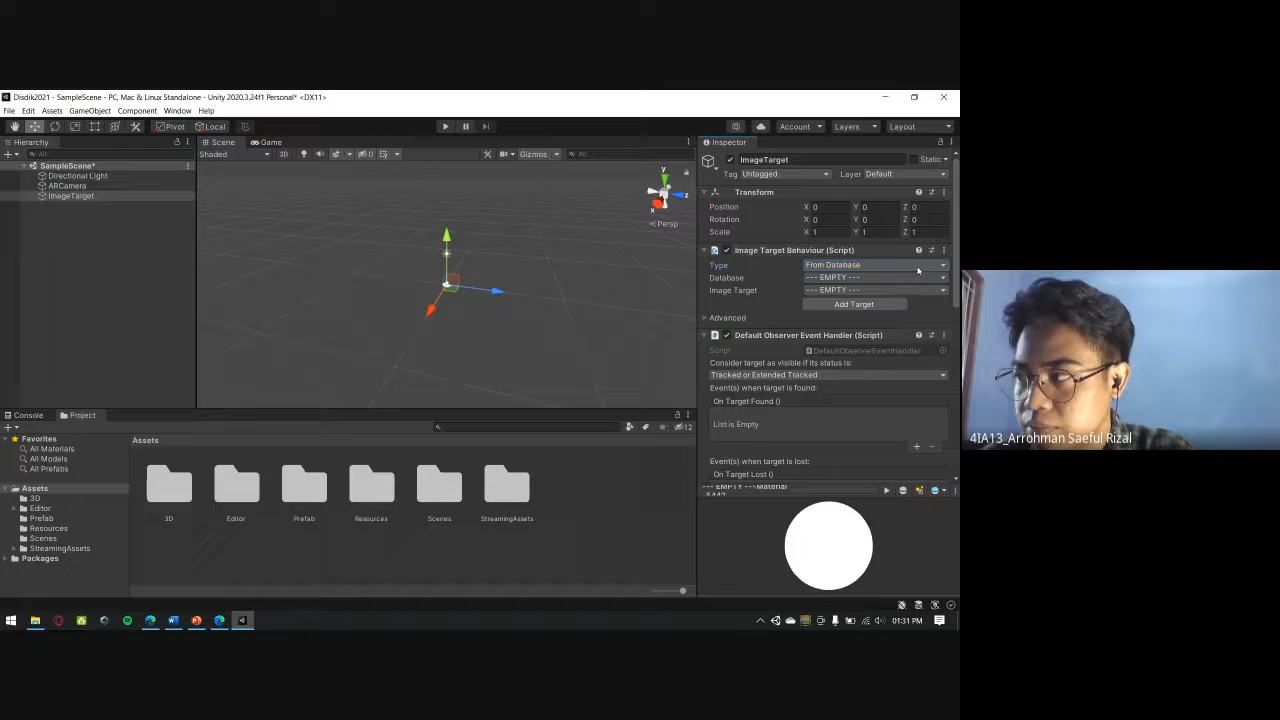 Disdik2021 - SampleScene - PC, Mac & Linux Standalone - Unity 2020.3.24f1 Personal* <DX11>
File Edit Assets GameObject Component Window Help
Pivot Local
Account Layers Layout
Hierarchy
All
SampleScene*
Directional Light
ARCamera
ImageTarget
Scene Game
Shaded 2D 0 Gizmos All
y
z
x
Persp
Inspector
ImageTarget Static
Tag Untagged Layer Default
Transform
Position X 0 Y 0 Z 0
Rotation X 0 Y 0 Z 0
Scale X 1 Y 1 Z 1
Image Target Behaviour (Script)
Type From Database
Database --- EMPTY ---
Image Target --- EMPTY ---
Add Target
Advanced
Default Observer Event Handler (Script)
Script DefaultObserverEventHandler
Consider target as visible if its status is:
Tracked or Extended Tracked
Event(s) when target is found:
On Target Found ()
List is Empty
Event(s) when target is lost:
On Target Lost ()
--- EMPTY ---Material
Console Project
12
Favorites
All Materials
All Models
All Prefabs
Assets
3D
Editor
Prefab
Resources
Scenes
StreamingAssets
Packages
Assets
3D Editor Prefab Resources Scenes StreamingAssets
01:31 PM
4IA13_Arrohman Saeful Rizal